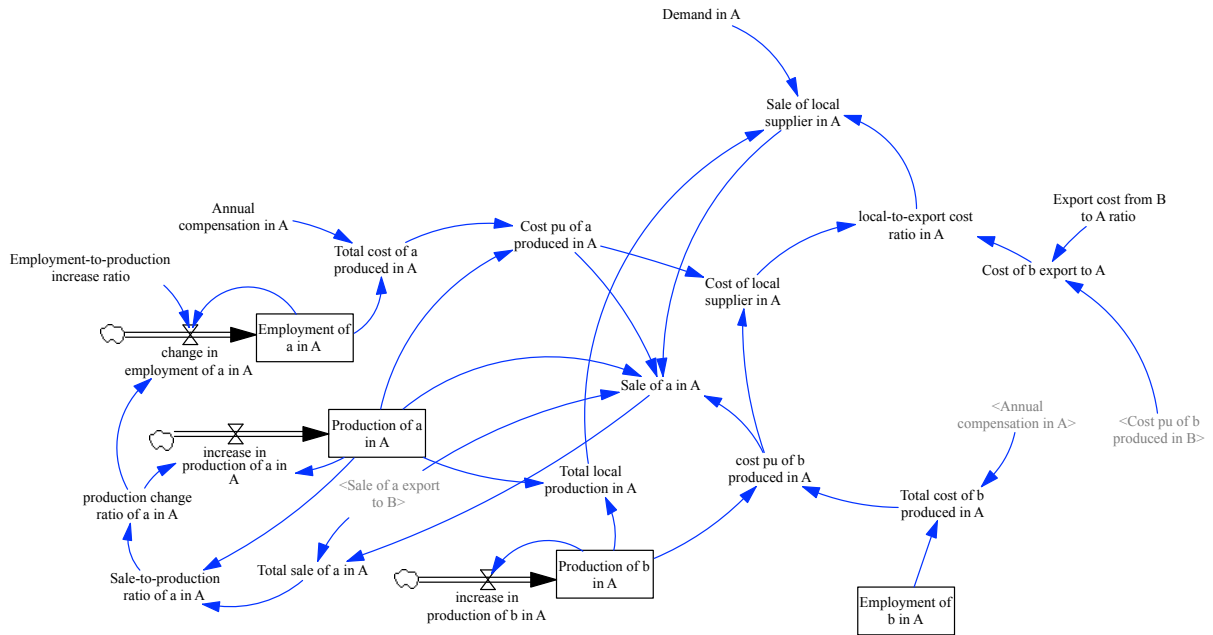 Demand in A
Sale of local
supplier in A
Annual
compensation in A
Cost pu of a
produced in A
local-to-export cost
ratio in A
Export cost from B
to A ratio
Total cost of a
produced in A
Employment-to-production
increase ratio
Cost of local
supplier in A
Cost of b export to A
Employment of
a in A
change in
employment of a in A
Sale of a in A
<Annual
compensation in A>
<Cost pu of b
produced in B>
Production of a
in A
increase in
production of a in
A
<Sale of a export
to B>
Total local
production in A
cost pu of b
produced in A
production change
ratio of a in A
Total cost of b
produced in A
Sale-to-production
ratio of a in A
Total sale of a in A
Production of b
in A
increase in
production of b in A
Employment of
b in A